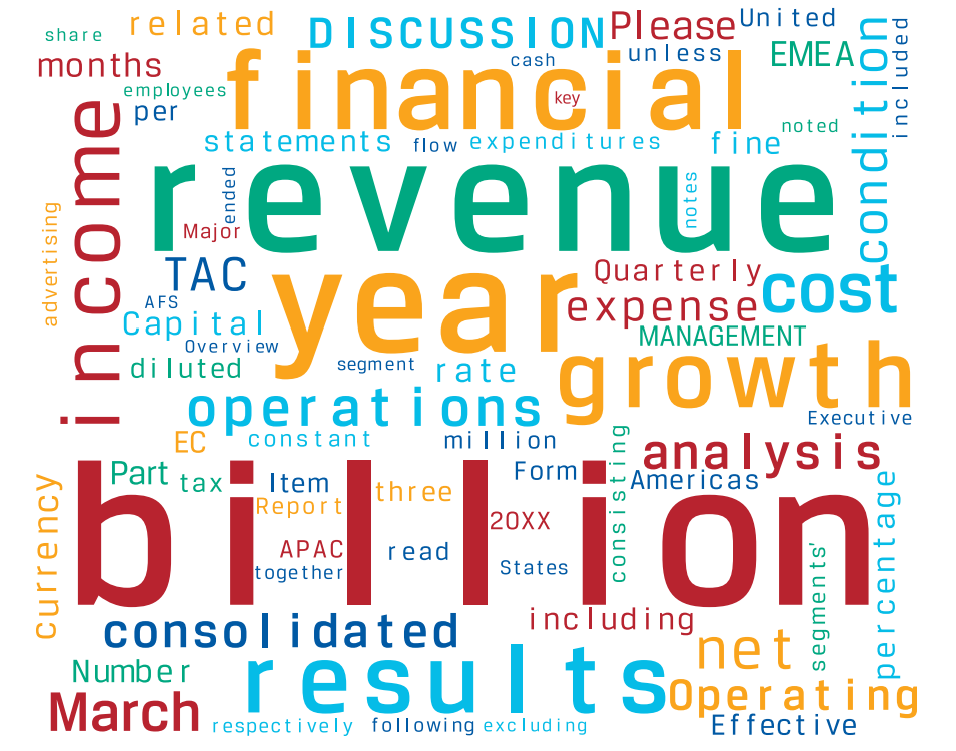 share
related
DISCUSSION
Please
United
months
financial
cash
unless
EMEA
condition
included
employees
per
key
income
statements
flow
expenditures
fine
noted
revenue
ended
notes
Major
advertising
TAC
year
Quarterly
cost
AFS
expense
Capital
Overview
MANAGEMENT
diluted
segment
rate
growth
operations
Executive
EC
constant
million
consisting
analysis
Part
tax
Item
three
Form
Americas
currency
billion
Report
20XX
percentage
APAC
read
together
States
segments'
consolidated
including
net
Number
results
Operating
March
respectively
following
excluding
Effective